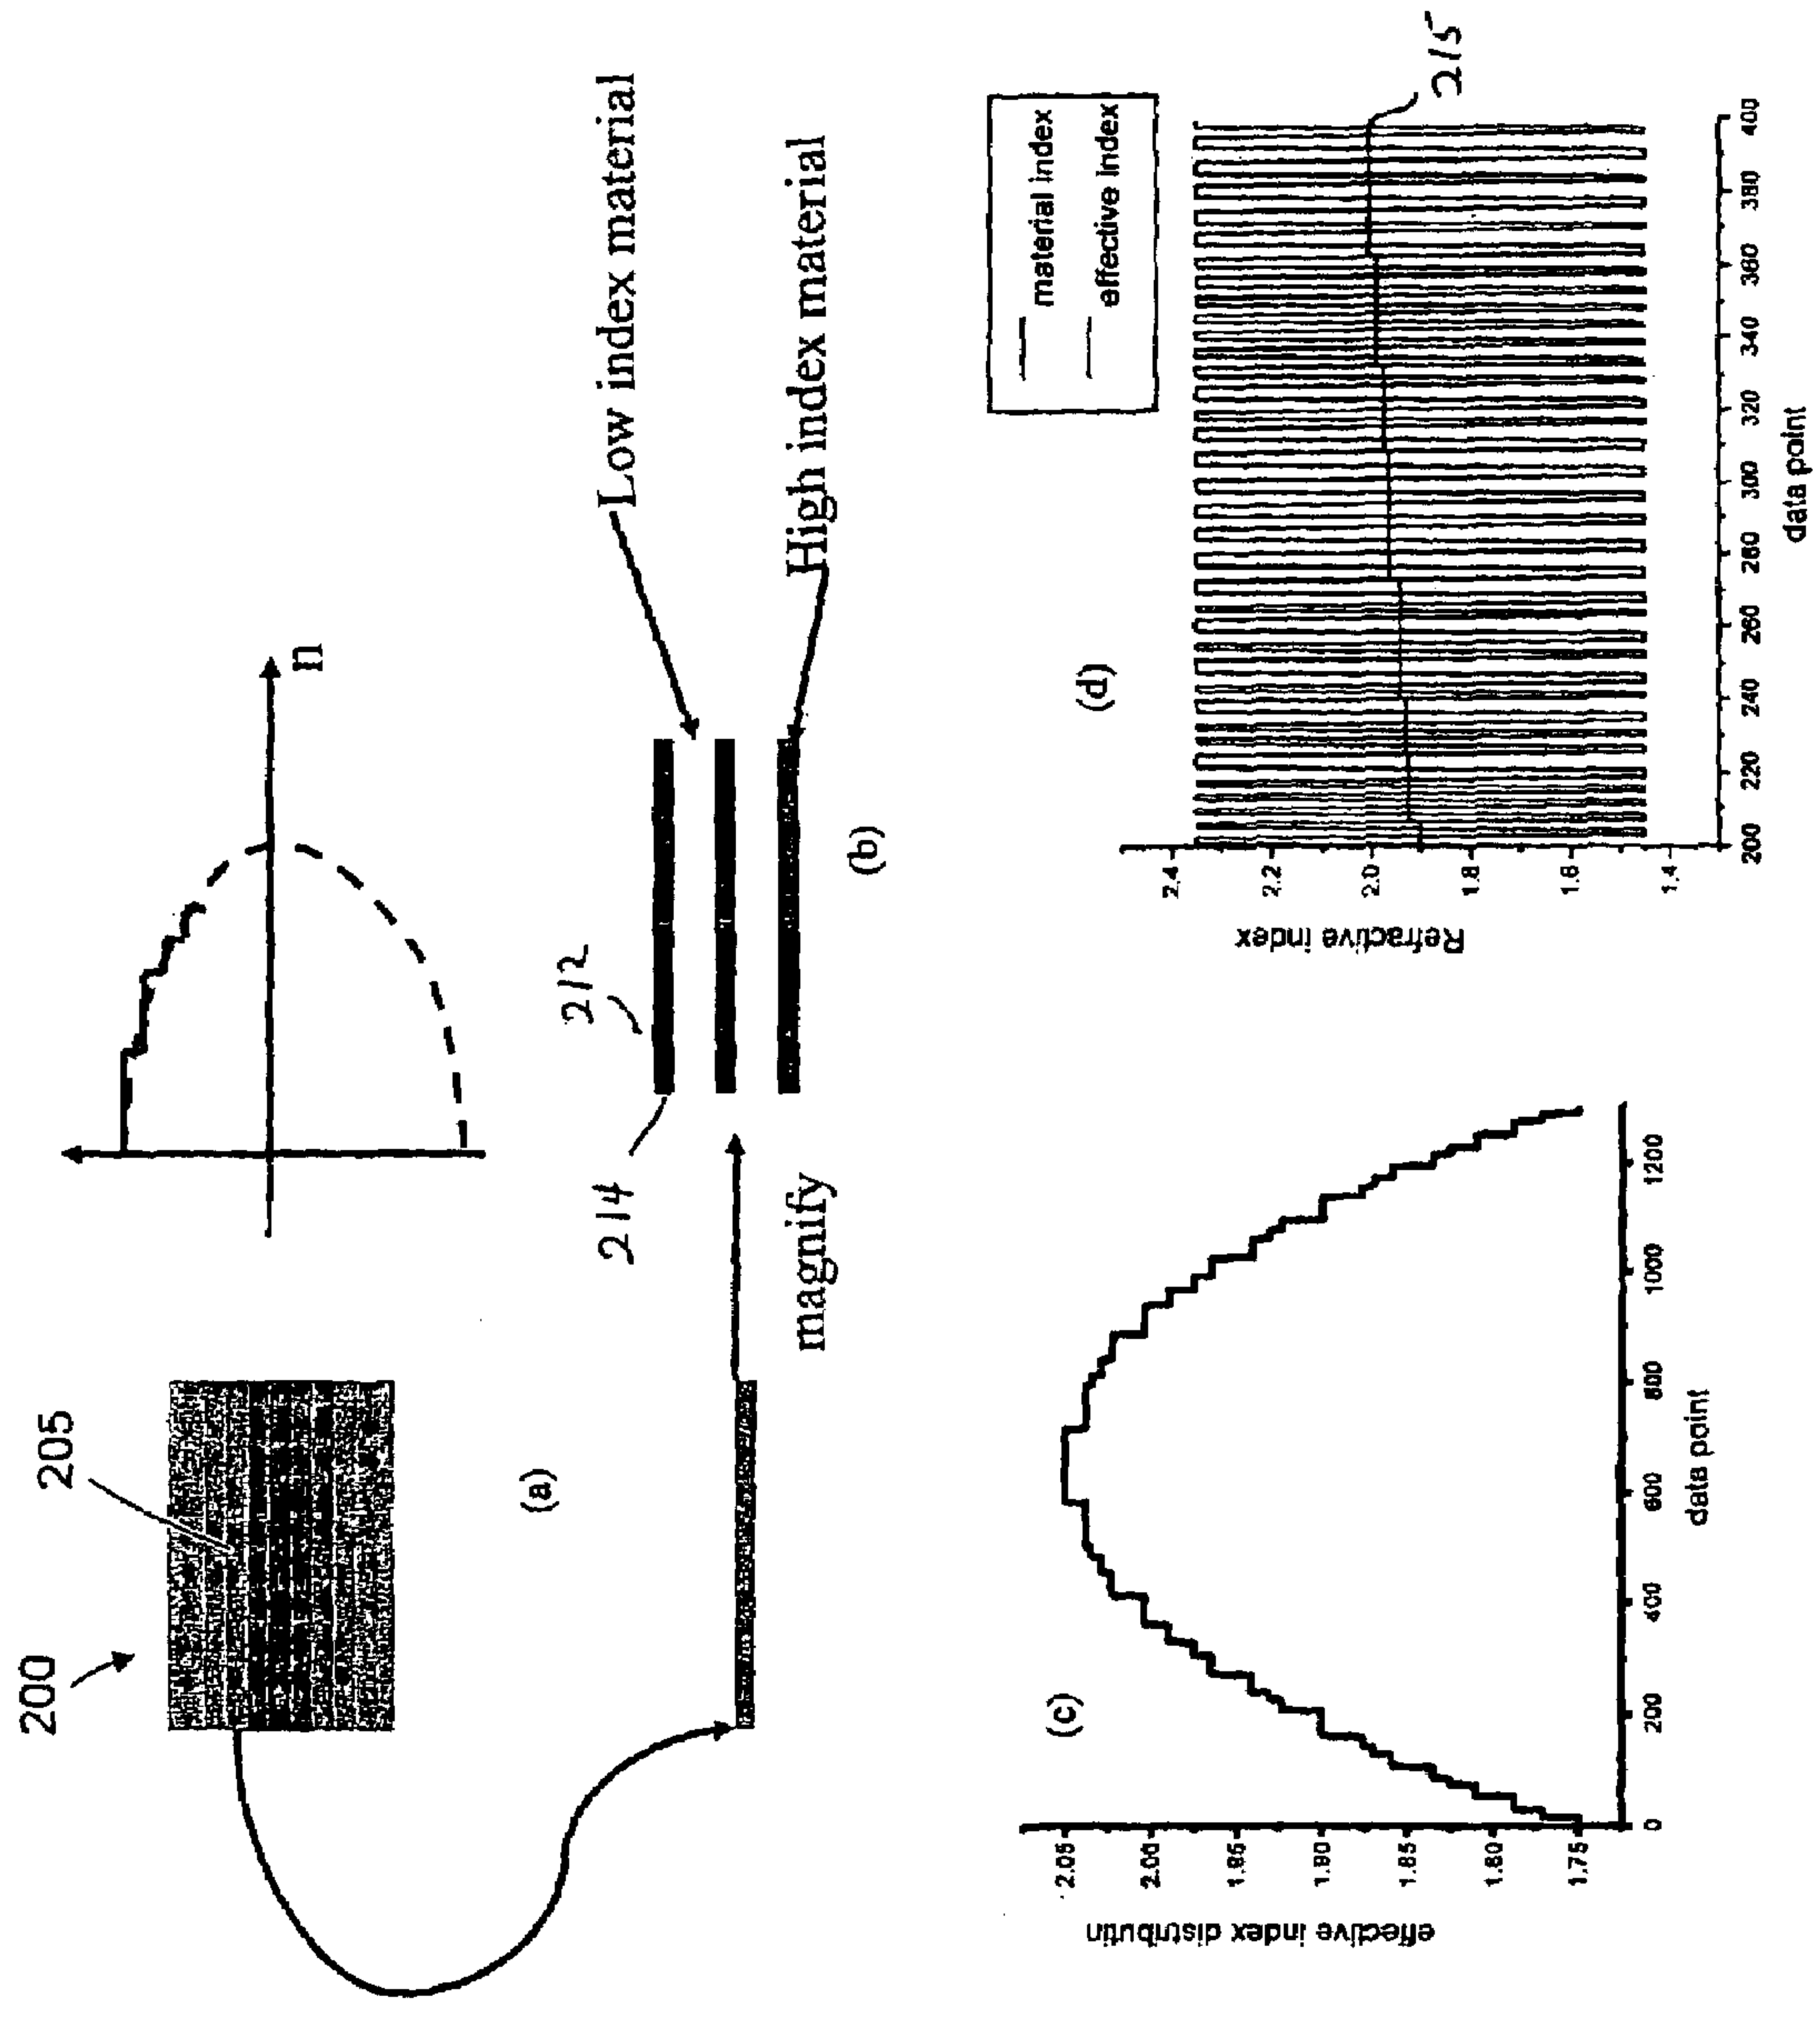 200
205
(a)
n
magnify
214
212
Low index material
High index material
(b)
(c)
effective index distributin
2.05
2.00
1.95
1.90
1.85
1.80
1.75
0
200
400
600
800
1000
1200
data point
(d)
material index
effective index
215
Refractive index
2.4
2.2
2.0
1.8
1.6
1.4
200
220
240
260
280
300
320
340
360
380
400
data point